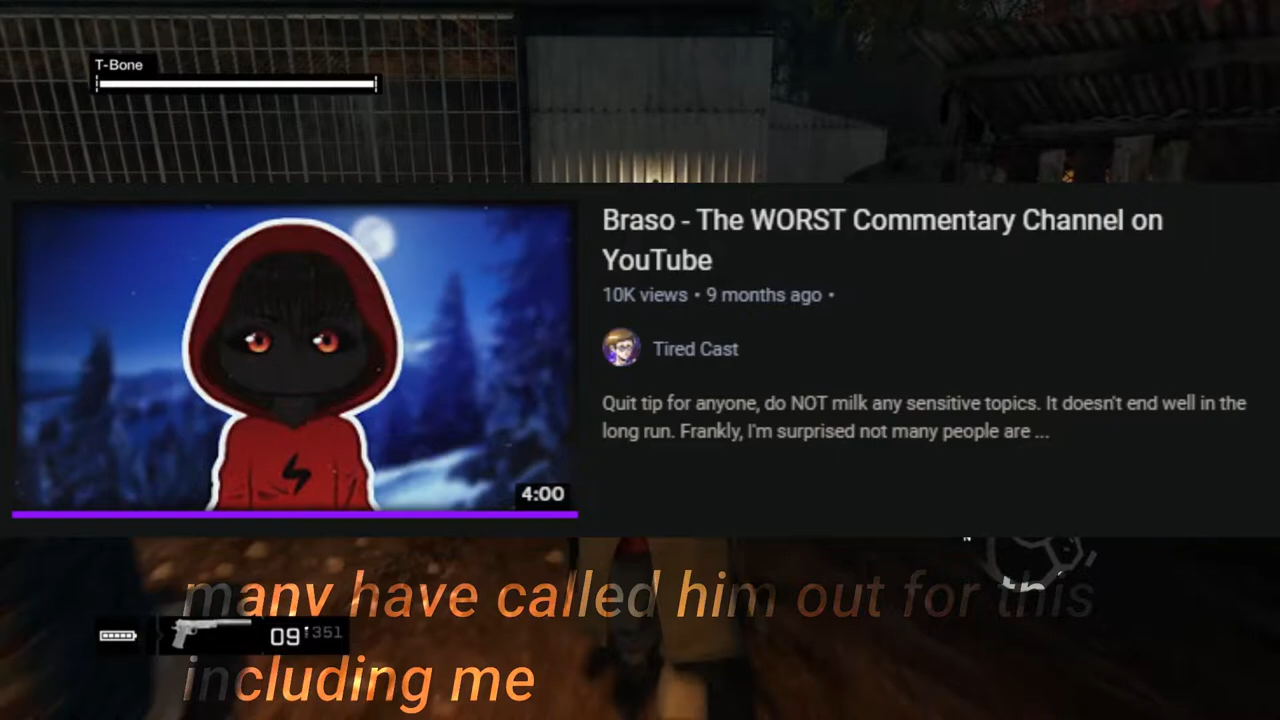 T-Bone
Braso - The WORST Commentary Channel on
YouTube
10K views • 9 months ago •
Tired Cast
Quit tip for anyone, do NOT milk any sensitive topics. It doesn't end well in the
long run. Frankly, I'm surprised not many people are ...
4:00
N
many have called him out for this
09 351
including me